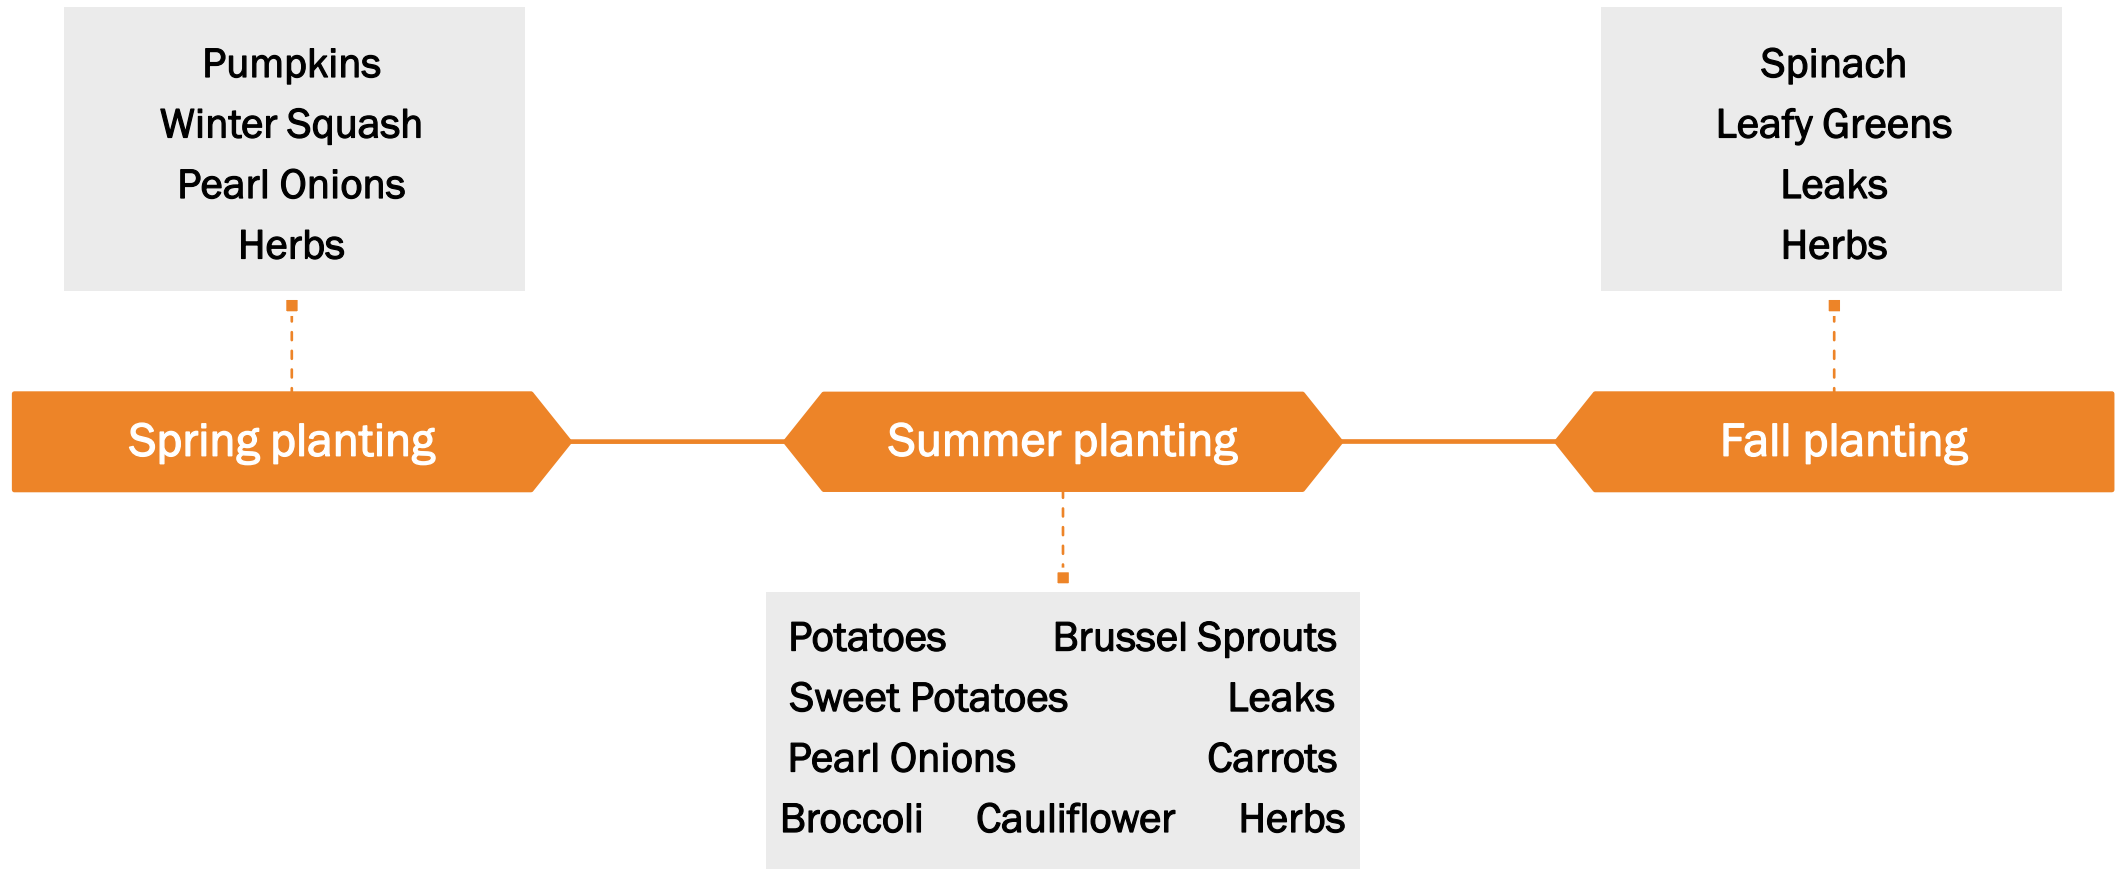 Pumpkins
Winter Squash
Pearl Onions
Herbs
Spinach
Leafy Greens
Leaks
Herbs
Spring planting
Summer planting
Fall planting
Potatoes Brussel Sprouts
Sweet Potatoes Leaks
Pearl Onions Carrots
Broccoli Cauliflower Herbs